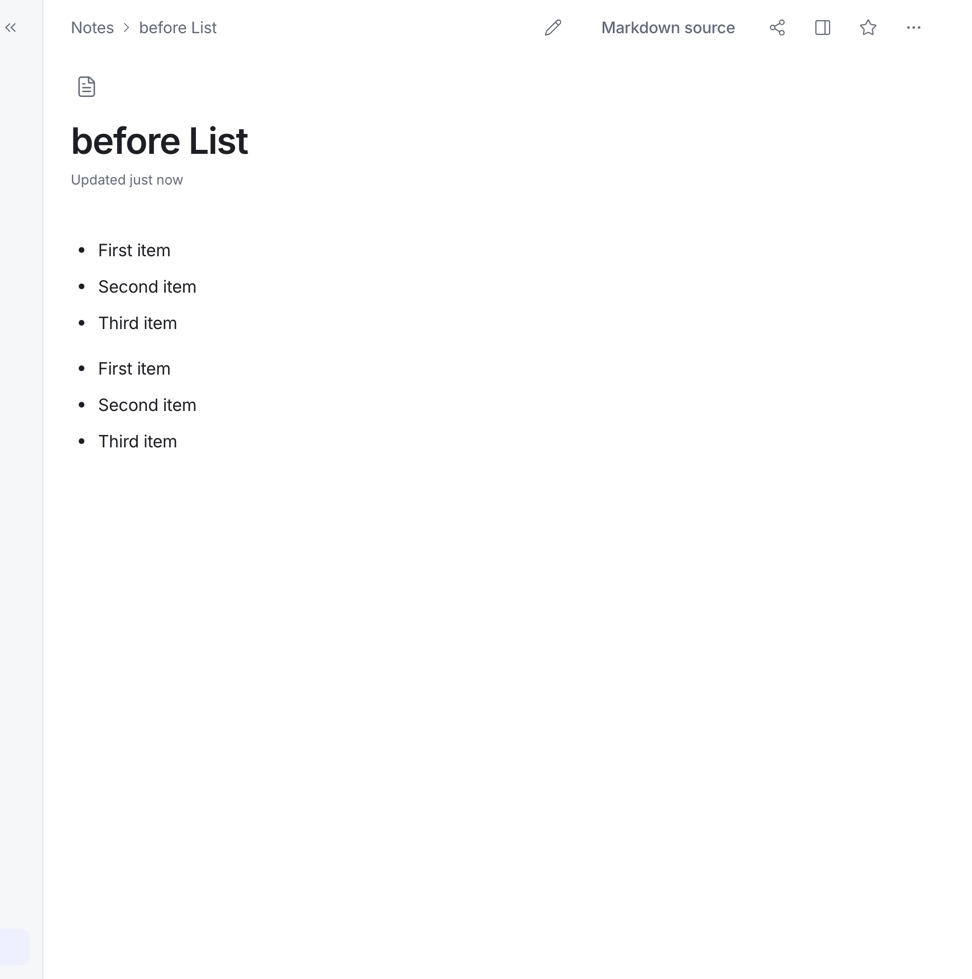 Notes > before List
Markdown source
before List
Updated just now
• First item
• Second item
• Third item
• First item
• Second item
• Third item